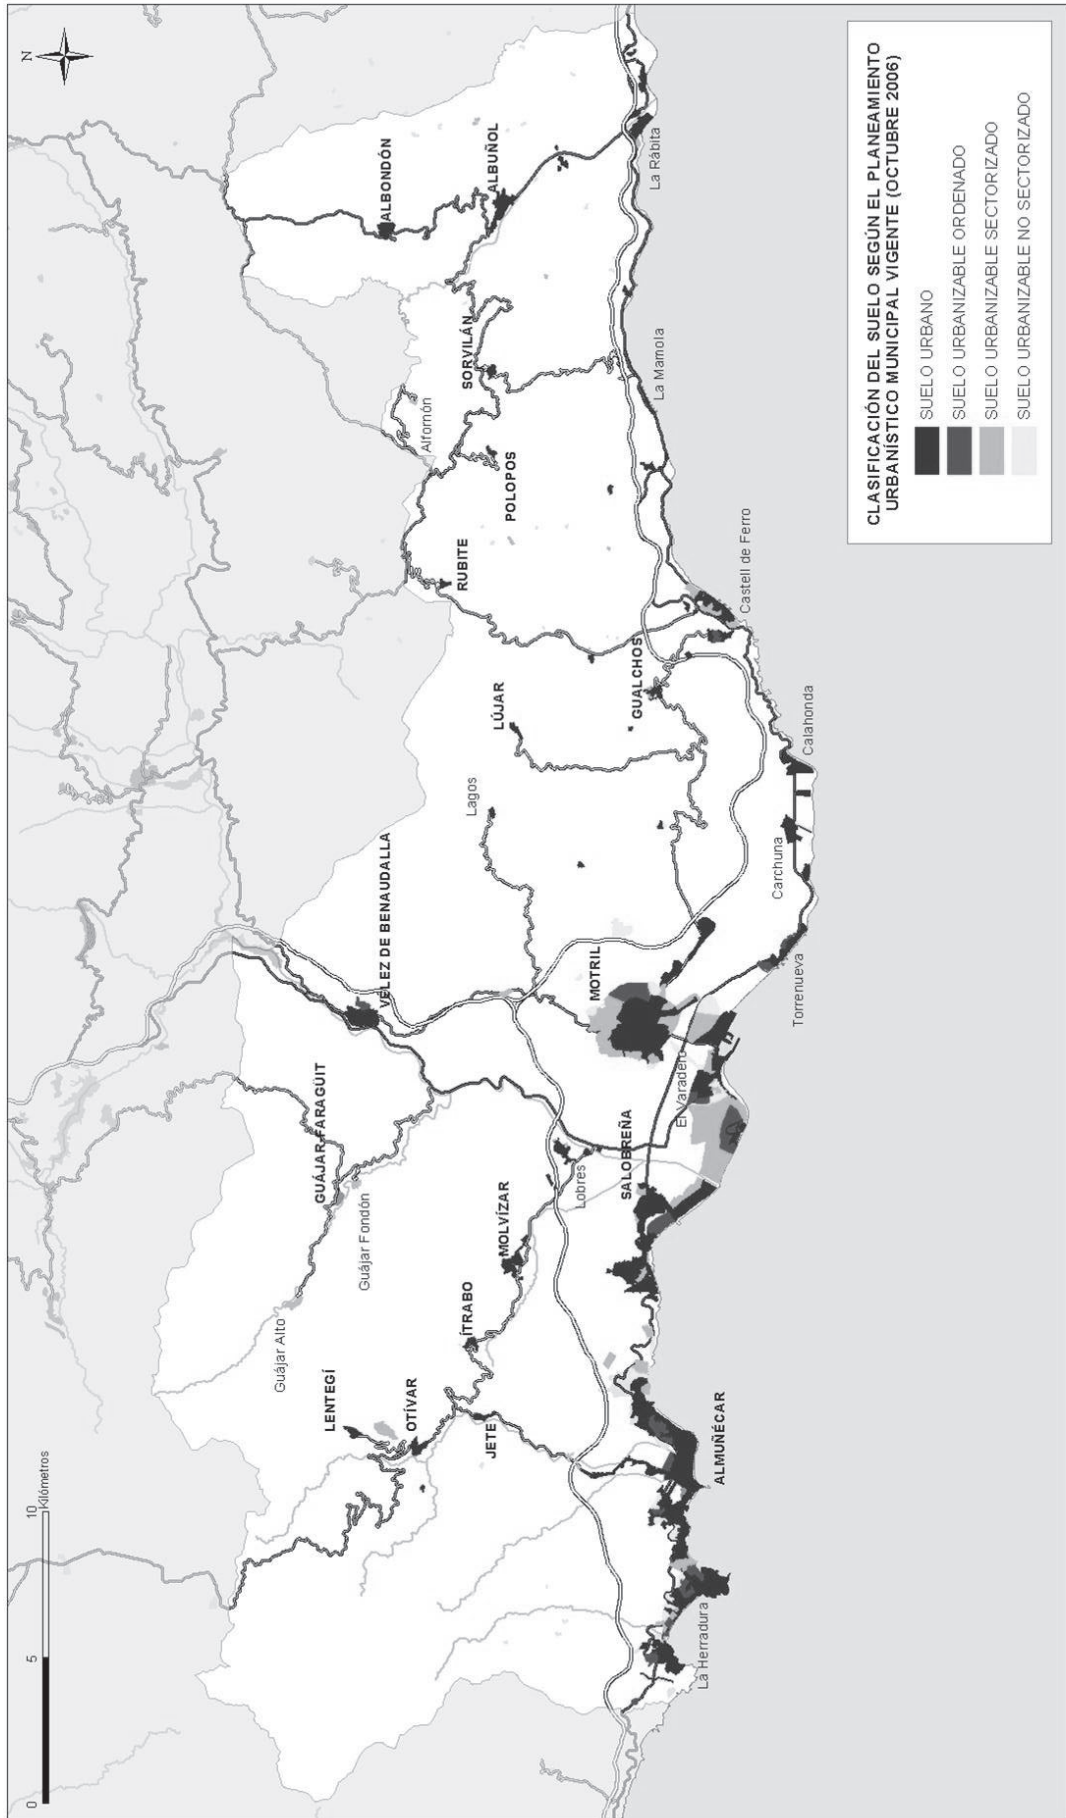 N
0
5
10
Kilómetros
LENTEGÍ
OTÍVAR
JETE
ÍTRABO
MOLVÍZAR
Guájar Alto
Guájar Fondón
GUÁJAR-FARAGÜIT
VELEZ DE BENAUDALLA
Lobres
SALOBREÑA
ALMUÑÉCAR
La Herradura
MOTRIL
El Varadero
Torrenueva
Carchuna
Calahonda
Lagos
LÚJAR
GUALCHOS
Castell de Ferro
RUBITE
POLOPOS
Alfornón
SORVILÁN
La Mamola
ALBONDÓN
ALBUÑOL
La Rábita
CLASIFICACIÓN DEL SUELO SEGÚN EL PLANEAMIENTO
URBANÍSTICO MUNICIPAL VIGENTE (OCTUBRE 2006)
SUELO URBANO
SUELO URBANIZABLE ORDENADO
SUELO URBANIZABLE SECTORIZADO
SUELO URBANIZABLE NO SECTORIZADO